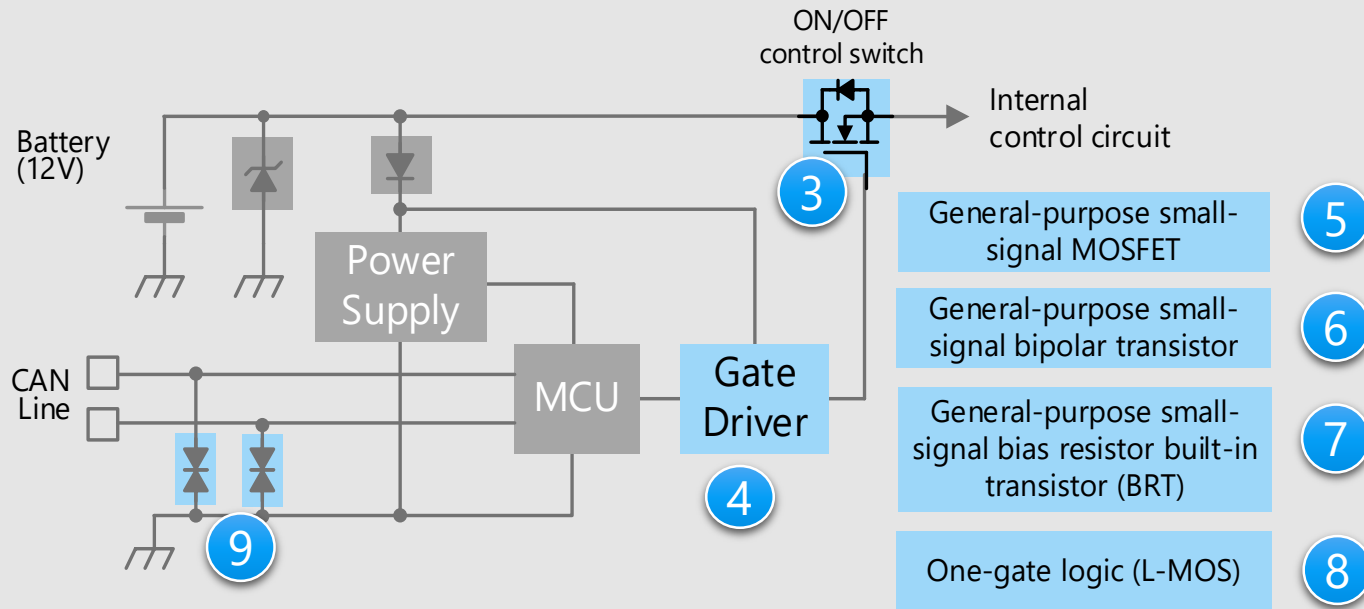 ON/OFF
control switch
Battery
(12V)
Internal
control circuit
3
General-purpose small-
signal MOSFET
5
Power
Supply
General-purpose small-
signal bipolar transistor
6
CAN
Line
MCU
Gate
Driver
General-purpose small-
signal bias resistor built-in
transistor (BRT)
7
4
9
One-gate logic (L-MOS)
8